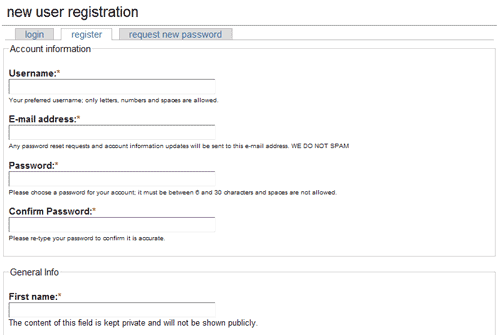 new user registration
login register request new password
Account information
Username:*
Your preferred username; only letters, numbers and spaces are allowed.
E-mail address:*
Any password reset requests and account information updates will be sent to this e-mail address. WE DO NOT SPAM
Password:*
Please choose a password for your account; it must be between 6 and 30 characters and spaces are not allowed.
Confirm Password:*
Please re-type your password to confirm it is accurate.
General Info
First name:*
The content of this field is kept private and will not be shown publicly.